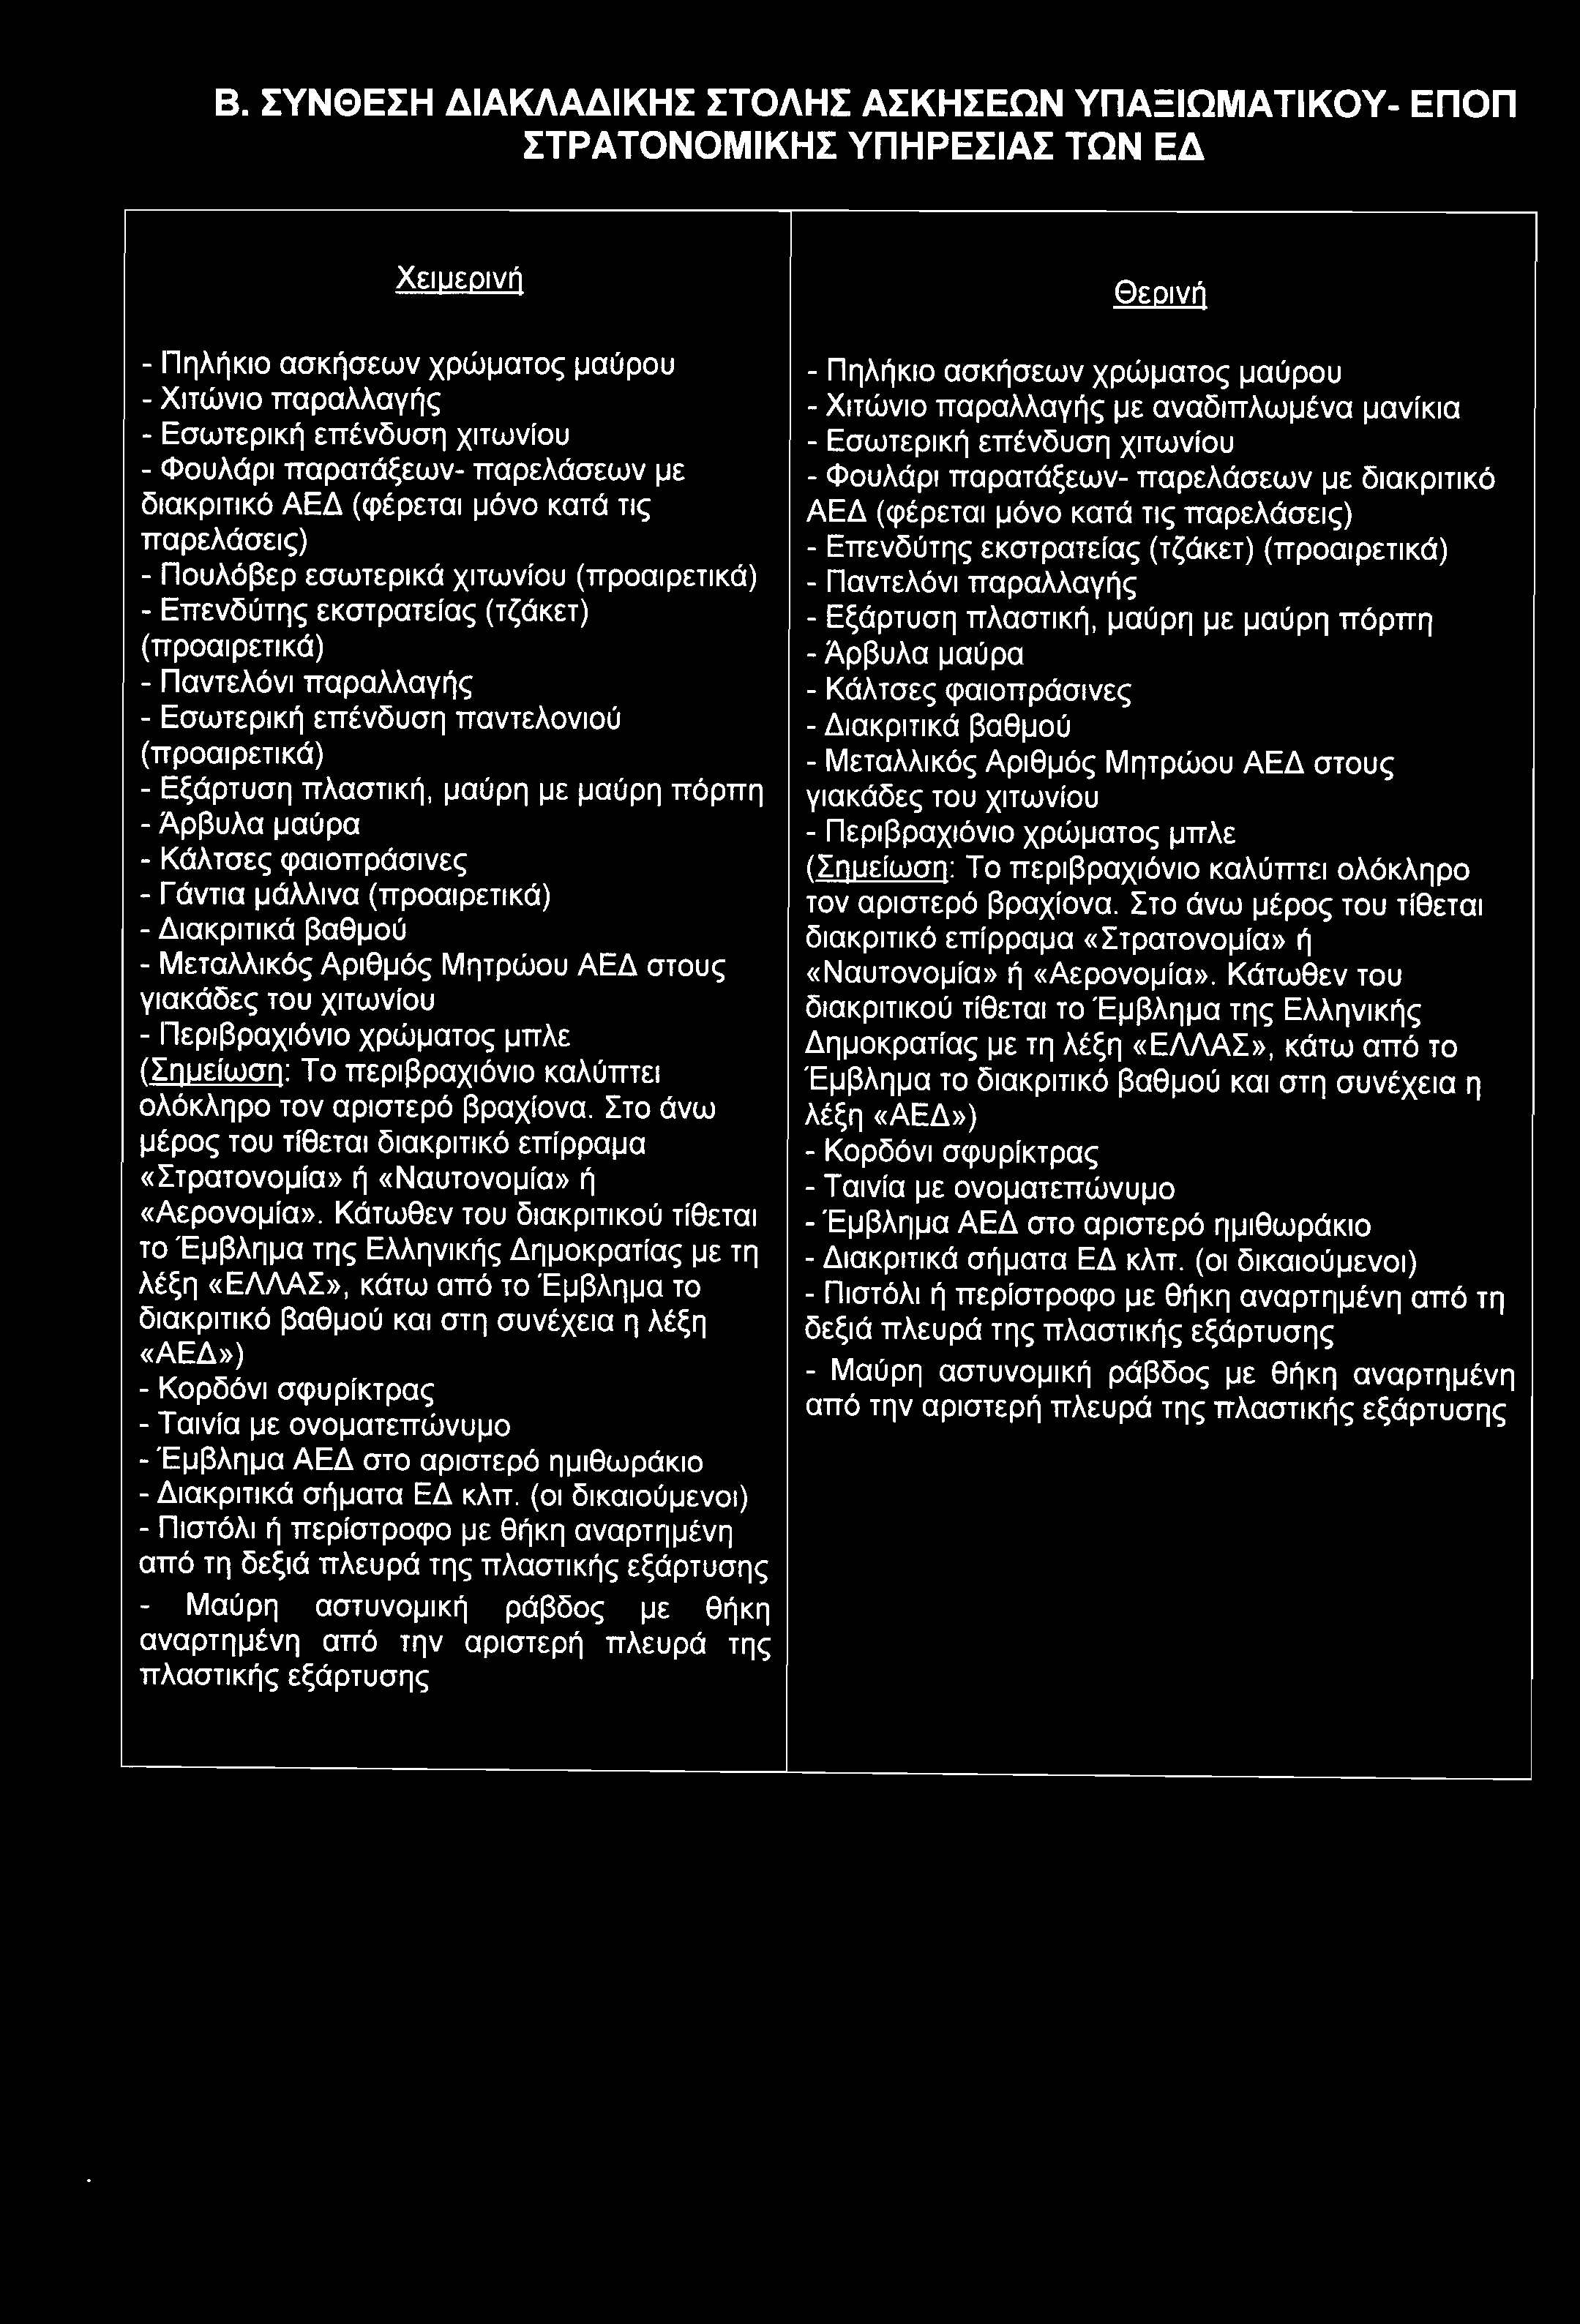 Β. ΣΥΝΘΕΣΗ ΔΙΑΚΛΑΔΙΚΗΣ ΣΤΟΛΗΣ ΑΣΚΗΣΕΩΝ ΥΠΑΞΙΩΜΑΤΙΚΟΥ- ΕΠΟΠ
ΣΤΡΑΤΟΝΟΜΙΚΗΣ ΥΠΗΡΕΣΙΑΣ ΤΩΝ ΕΔ
Χειμερινή
- Πηλήκιο ασκήσεων χρώματος μαύρου
- Χιτώνιο παραλλαγής
- Εσωτερική επένδυση χιτωνίου
- Φουλάρι παρατάξεων- παρελάσεων με
διακριτικό ΑΕΔ (φέρεται μόνο κατά τις
παρελάσεις)
- Πουλόβερ εσωτερικά χιτωνίου (προαιρετικά)
- Επενδύτης εκστρατείας (τζάκετ)
(προαιρετικά)
- Παντελόνι παραλλαγής
- Εσωτερική επένδυση παντελονιού
(προαιρετικά)
- Εξάρτυση πλαστική, μαύρη με μαύρη πόρπη
- Άρβυλα μαύρα
- Κάλτσες φαιοπράσινες
- Γάντια μάλλινα (προαιρετικά)
- Διακριτικά βαθμού
- Μεταλλικός Αριθμός Μητρώου ΑΕΔ στους
γιακάδες του χιτωνίου
- Περιβραχιόνιο χρώματος μπλε
(Σημείωση: Το περιβραχιόνιο καλύπτει
ολόκληρο τον αριστερό βραχίονα. Στο άνω
μέρος του τίθεται διακριτικό επίρραμα
«Στρατονομία» ή «Ναυτονομία» ή
«Αερονομία». Κάτωθεν του διακριτικού τίθεται
το Έμβλημα της Ελληνικής Δημοκρατίας με τη
λέξη «ΕΛΛΑΣ», κάτω από το Έμβλημα το
διακριτικό βαθμού και στη συνέχεια η λέξη
«ΑΕΔ»)
- Κορδόνι σφυρίκτρας
- Ταινία με ονοματεπώνυμο
- Έμβλημα ΑΕΔ στο αριστερό ημιθωράκιο
- Διακριτικά σήματα ΕΔ κλπ. (οι δικαιούμενοι)
- Πιστόλι ή περίστροφο με θήκη αναρτημένη
από τη δεξιά πλευρά της πλαστικής εξάρτυσης
- Μαύρη αστυνομική ράβδος με θήκη
αναρτημένη από την αριστερή πλευρά της
πλαστικής εξάρτυσης
Θερινή
- Πηλήκιο ασκήσεων χρώματος μαύρου
- Χιτώνιο παραλλαγής με αναδιπλωμένα μανίκια
- Εσωτερική επένδυση χιτωνίου
- Φουλάρι παρατάξεων- παρελάσεων με διακριτικό
ΑΕΔ (φέρεται μόνο κατά τις παρελάσεις)
- Επενδύτης εκστρατείας (τζάκετ) (προαιρετικά)
- Παντελόνι παραλλαγής
- Εξάρτυση πλαστική, μαύρη με μαύρη πόρπη
- Άρβυλα μαύρα
- Κάλτσες φαιοπράσινες
- Διακριτικά βαθμού
- Μεταλλικός Αριθμός Μητρώου ΑΕΔ στους
γιακάδες του χιτωνίου
- Περιβραχιόνιο χρώματος μπλε
(Σημείωση: Το περιβραχιόνιο καλύπτει ολόκληρο
τον αριστερό βραχίονα. Στο άνω μέρος του τίθεται
διακριτικό επίρραμα «Στρατονομία» ή
«Ναυτονομία» ή «Αερονομία». Κάτωθεν του
διακριτικού τίθεται το Έμβλημα της Ελληνικής
Δημοκρατίας με τη λέξη «ΕΛΛΑΣ», κάτω από το
Έμβλημα το διακριτικό βαθμού και στη συνέχεια η
λέξη «ΑΕΔ»)
- Κορδόνι σφυρίκτρας
- Ταινία με ονοματεπώνυμο
- Έμβλημα ΑΕΔ στο αριστερό ημιθωράκιο
- Διακριτικά σήματα ΕΔ κλπ. (οι δικαιούμενοι)
- Πιστόλι ή περίστροφο με θήκη αναρτημένη από τη
δεξιά πλευρά της πλαστικής εξάρτυσης
- Μαύρη αστυνομική ράβδος με θήκη αναρτημένη
από την αριστερή πλευρά της πλαστικής εξάρτυσης